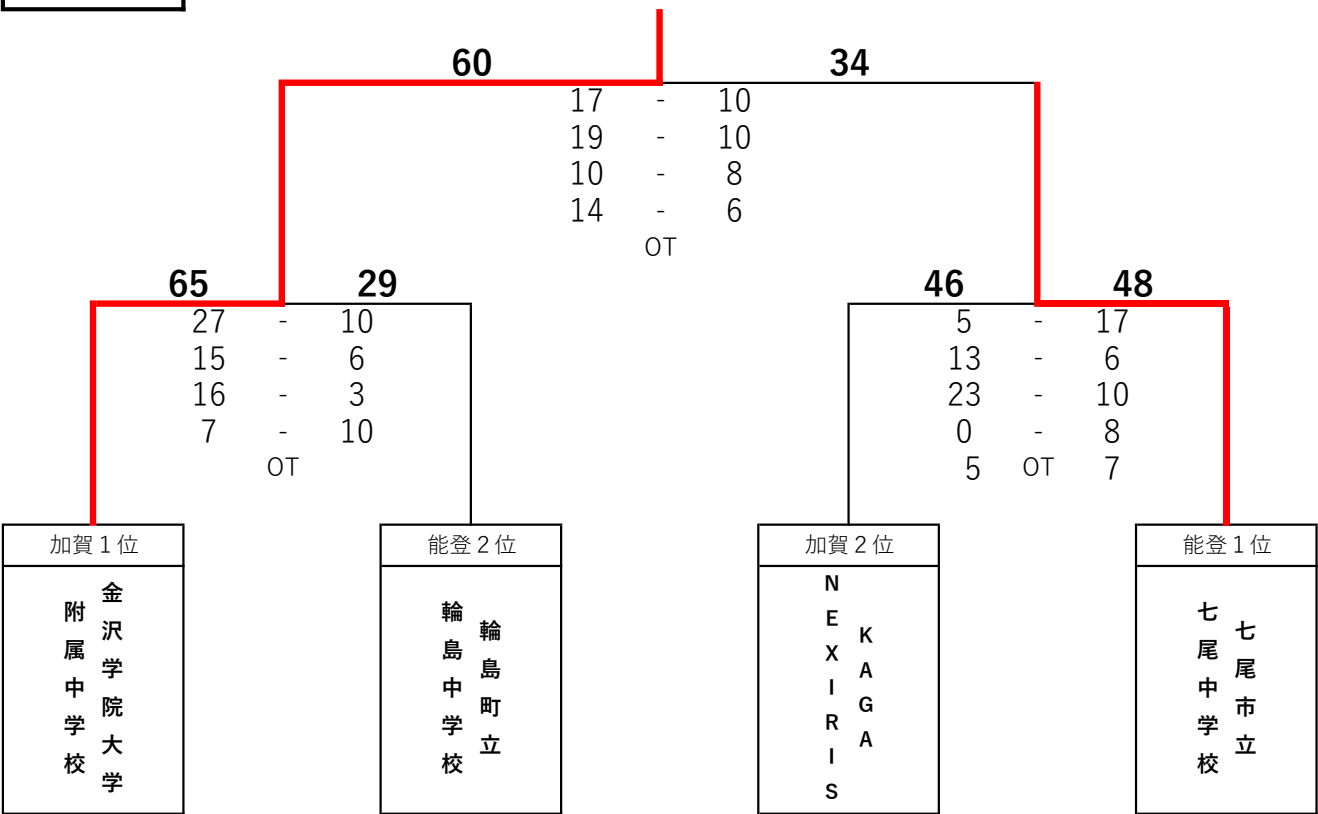 60 34
17 - 10
19 - 10
10 - 8
14 - 6
OT
65 29
27 - 10
15 - 6
16 - 3
7 - 10
OT
46 48
5 - 17
13 - 6
23 - 10
0 - 8
5 OT 7
加賀１位
金沢学院大学
附属中学校
能登２位
輪島町立
輪島中学校
加賀２位
KAGA
NEXIRIS
能登１位
七尾市立
七尾中学校